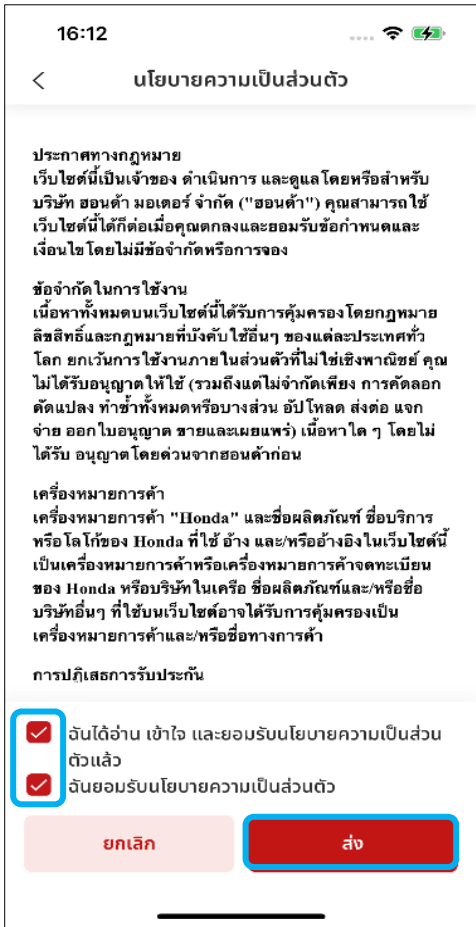 16:12
นโยบายความเป็นส่วนตัว
ประกาศทางกฎหมาย
เว็บไซต์นี้เป็นเจ้าของ ดำเนินการ และดูแลโดยหรือสำหรับ
บริษัท ฮอนด้า มอเตอร์ จำกัด ("ฮอนด้า") คุณสามารถใช้
เว็บไซต์นี้ได้ก็ต่อเมื่อคุณตกลงและยอมรับข้อกำหนดและ
เงื่อนไขโดยไม่มีข้อจำกัดหรือการจอง
ข้อจำกัดในการใช้งาน
เนื้อหาทั้งหมดบนเว็บไซต์นี้ได้รับการคุ้มครองโดยกฎหมาย
ลิขสิทธิ์และกฎหมายที่บังคับใช้อื่นๆ ของแต่ละประเทศทั่ว
โลก ยกเว้นการใช้งานภายในส่วนตัวที่ไม่ใช่เชิงพาณิชย์ คุณ
ไม่ได้รับอนุญาตให้ใช้ (รวมถึงแต่ไม่จำกัดเพียง การคัดลอก
ดัดแปลง ทำซ้ำทั้งหมดหรือบางส่วน อัปโหลด ส่งต่อ แจก
จ่าย ออกใบอนุญาต ขายและเผยแพร่) เนื้อหาใด ๆ โดยไม่
ได้รับ อนุญาตโดยด่วนจากฮอนด้าก่อน
เครื่องหมายการค้า
เครื่องหมายการค้า "Honda" และชื่อผลิตภัณฑ์ ชื่อบริการ
หรือโลโก้ของ Honda ที่ใช้ อ้าง และ/หรืออ้างอิงในเว็บไซต์นี้
เป็นเครื่องหมายการค้าหรือเครื่องหมายการค้าจดทะเบียน
ของ Honda หรือบริษัทในเครือ ชื่อผลิตภัณฑ์และ/หรือชื่อ
บริษัทอื่นๆ ที่ใช้บนเว็บไซต์อาจได้รับการคุ้มครองเป็น
เครื่องหมายการค้าและ/หรือชื่อทางการค้า
การปฏิเสธการรับประกัน
ฉันได้อ่าน เข้าใจ และยอมรับนโยบายความเป็นส่วน
ตัวแล้ว
ฉันยอมรับนโยบายความเป็นส่วนตัว
ยกเลิก
ส่ง